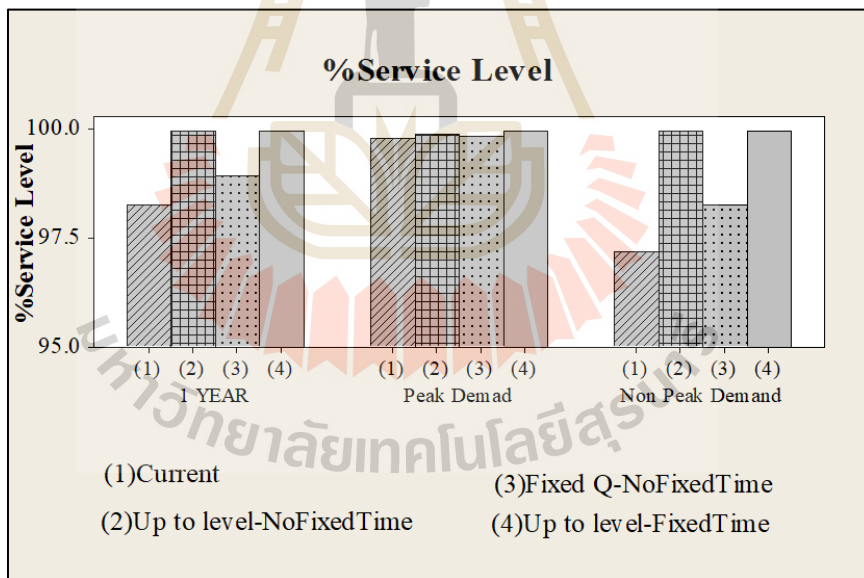 %Service Level
%Service Level
100.0
97.5
95.0
(1) (2) (3) (4) (1) (2) (3) (4) (1) (2) (3) (4)
1 YEAR Peak Demad Non Peak Demand
มหาวิทยาลัยเทคโนโลยีสุรนารี
(1)Current
(3)Fixed Q-NoFixedTime
(2)Up to level-NoFixedTime
(4)Up to level-FixedTime